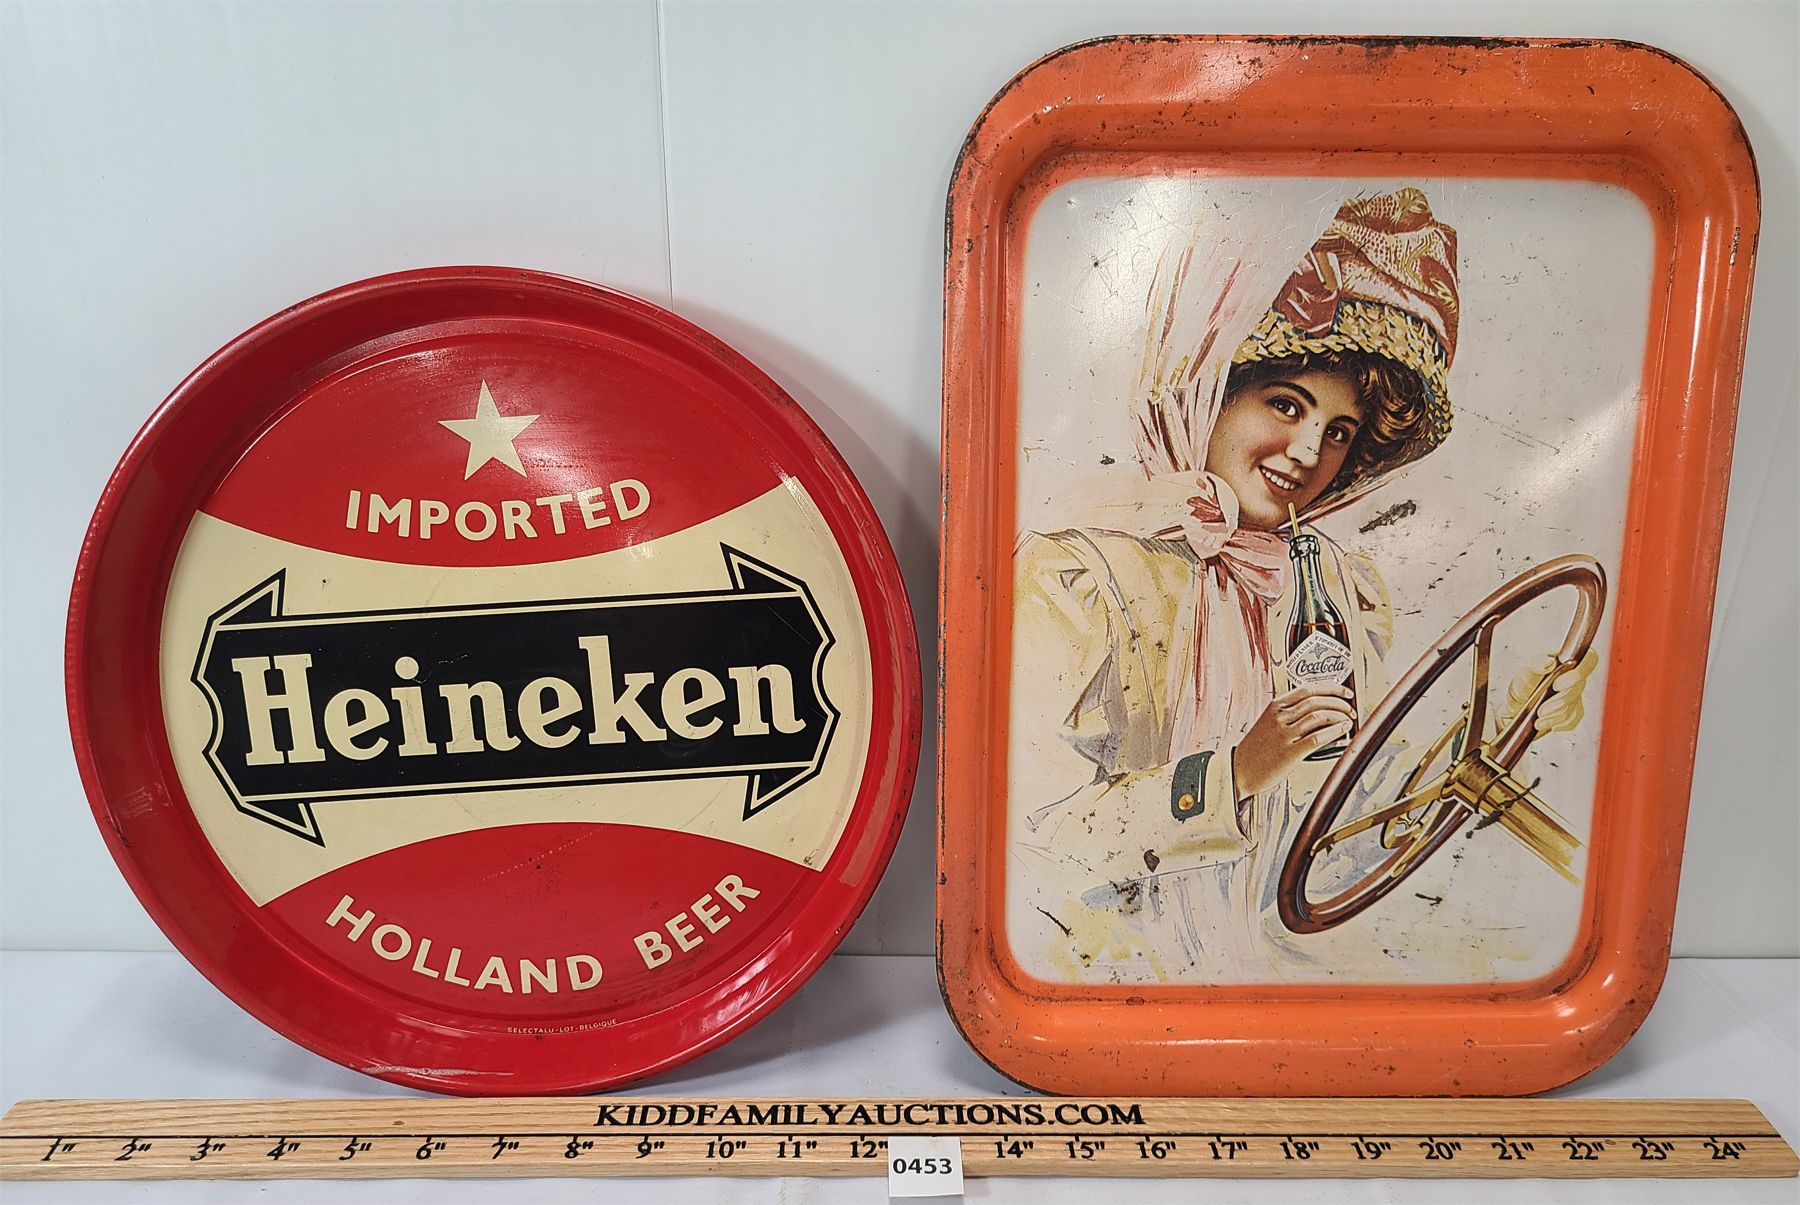 IMPORTED
Heineken
HOLLAND BEER
SELECTALU-LOT-BELGIQUE
Coca-Cola
KIDDFAMILYAUCTIONS.COM
1" 2" 3" 4" 5" 6" 7" 8" 9" 10" 11" 12" 14" 15" 16" 17" 18" 19" 20" 21" 22" 23" 24"
0453